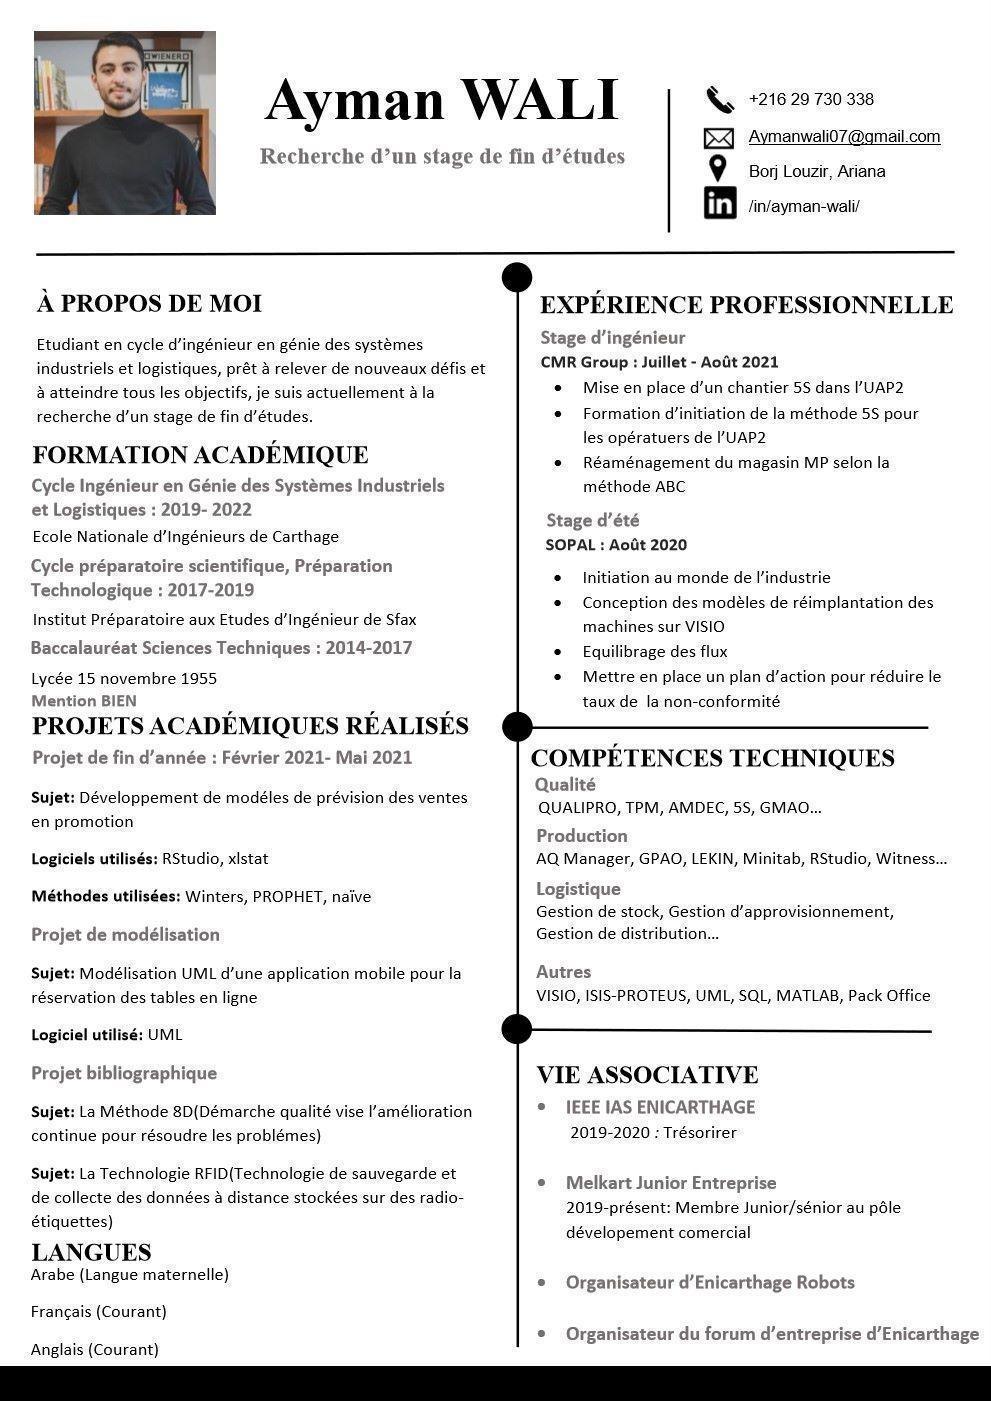 WIENER
Ayman WALI
Recherche d’un stage de fin d’études
+216 29 730 338
Aymanwali07@gmail.com
Borj Louzir, Ariana
in
/in/ayman-wali/
À PROPOS DE MOI
Etudiant en cycle d’ingénieur en génie des systèmes
industriels et logistiques, prêt à relever de nouveaux défis et
à atteindre tous les objectifs, je suis actuellement à la
recherche d’un stage de fin d’études.
FORMATION ACADÉMIQUE
Cycle Ingénieur en Génie des Systèmes Industriels
et Logistiques : 2019- 2022
Ecole Nationale d’Ingénieurs de Carthage
Cycle préparatoire scientifique, Préparation
Technologique : 2017-2019
Institut Préparatoire aux Etudes d’Ingénieur de Sfax
Baccalauréat Sciences Techniques : 2014-2017
Lycée 15 novembre 1955
Mention BIEN
PROJETS ACADÉMIQUES RÉALISÉS
Projet de fin d’année : Février 2021- Mai 2021
Sujet: Développement de modéles de prévision des ventes
en promotion
Logiciels utilisés: RStudio, xlstat
Méthodes utilisées: Winters, PROPHET, naïve
Projet de modélisation
Sujet: Modélisation UML d’une application mobile pour la
réservation des tables en ligne
Logiciel utilisé: UML
Projet bibliographique
Sujet: La Méthode 8D(Démarche qualité vise l’amélioration
continue pour résoudre les problémes)
Sujet: La Technologie RFID(Technologie de sauvegarde et
de collecte des données à distance stockées sur des radio-
étiquettes)
LANGUES
Arabe (Langue maternelle)
Français (Courant)
Anglais (Courant)
EXPÉRIENCE PROFESSIONNELLE
Stage d’ingénieur
CMR Group : Juillet - Août 2021
• Mise en place d’un chantier 5S dans l’UAP2
• Formation d’initiation de la méthode 5S pour
les opératuers de l’UAP2
• Réaménagement du magasin MP selon la
méthode ABC
Stage d’été
SOPAL : Août 2020
• Initiation au monde de l’industrie
• Conception des modèles de réimplantation des
machines sur VISIO
• Equilibrage des flux
• Mettre en place un plan d’action pour réduire le
taux de la non-conformité
COMPÉTENCES TECHNIQUES
Qualité
QUALIPRO, TPM, AMDEC, 5S, GMAO…
Production
AQ Manager, GPAO, LEKIN, Minitab, RStudio, Witness…
Logistique
Gestion de stock, Gestion d’approvisionnement,
Gestion de distribution…
Autres
VISIO, ISIS-PROTEUS, UML, SQL, MATLAB, Pack Office
VIE ASSOCIATIVE
• IEEE IAS ENICARTHAGE
2019-2020 : Trésorirer
• Melkart Junior Entreprise
2019-présent: Membre Junior/sénior au pôle
dévelopement comercial
• Organisateur d’Enicarthage Robots
• Organisateur du forum d’entreprise d’Enicarthage